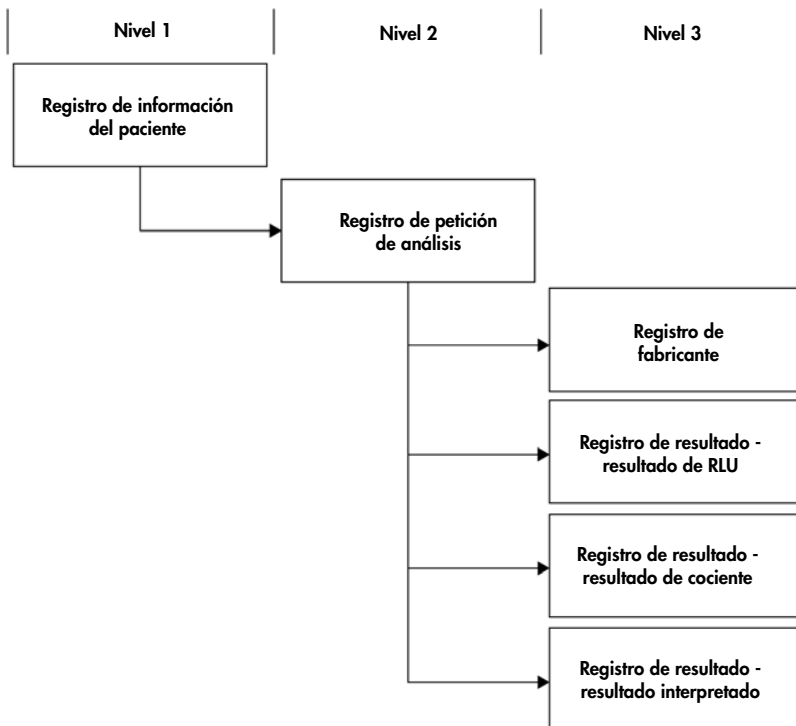 Nivel 1
Nivel 2
Nivel 3
Registro de información
del paciente
Registro de petición
de análisis
Registro de
fabricante
Registro de resultado -
resultado de RLU
Registro de resultado -
resultado de cociente
Registro de resultado -
resultado interpretado